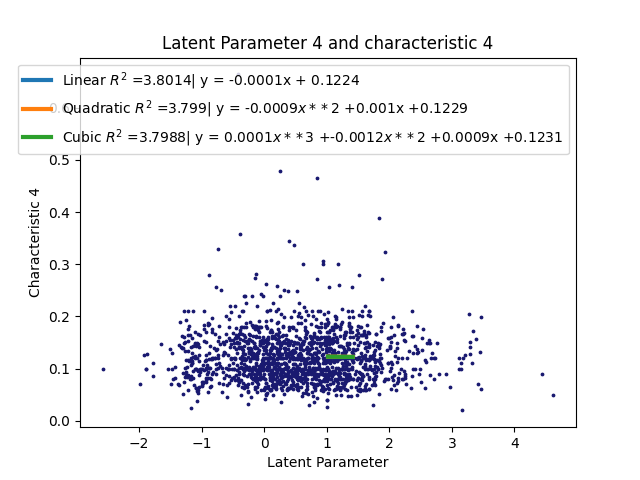 Latent Parameter 4 and characteristic 4
Linear R² =3.8014| y = -0.0001x + 0.1224
Quadratic R² =3.799| y = -0.0009x * *2 +0.001x +0.1229
Cubic R² =3.7988| y = 0.0001x * *3 +-0.0012x * *2 +0.0009x +0.1231
0.5
0.4
0.3
0.2
0.1
0.0
Characteristic 4
−2 −1 0 1 2 3 4
Latent Parameter